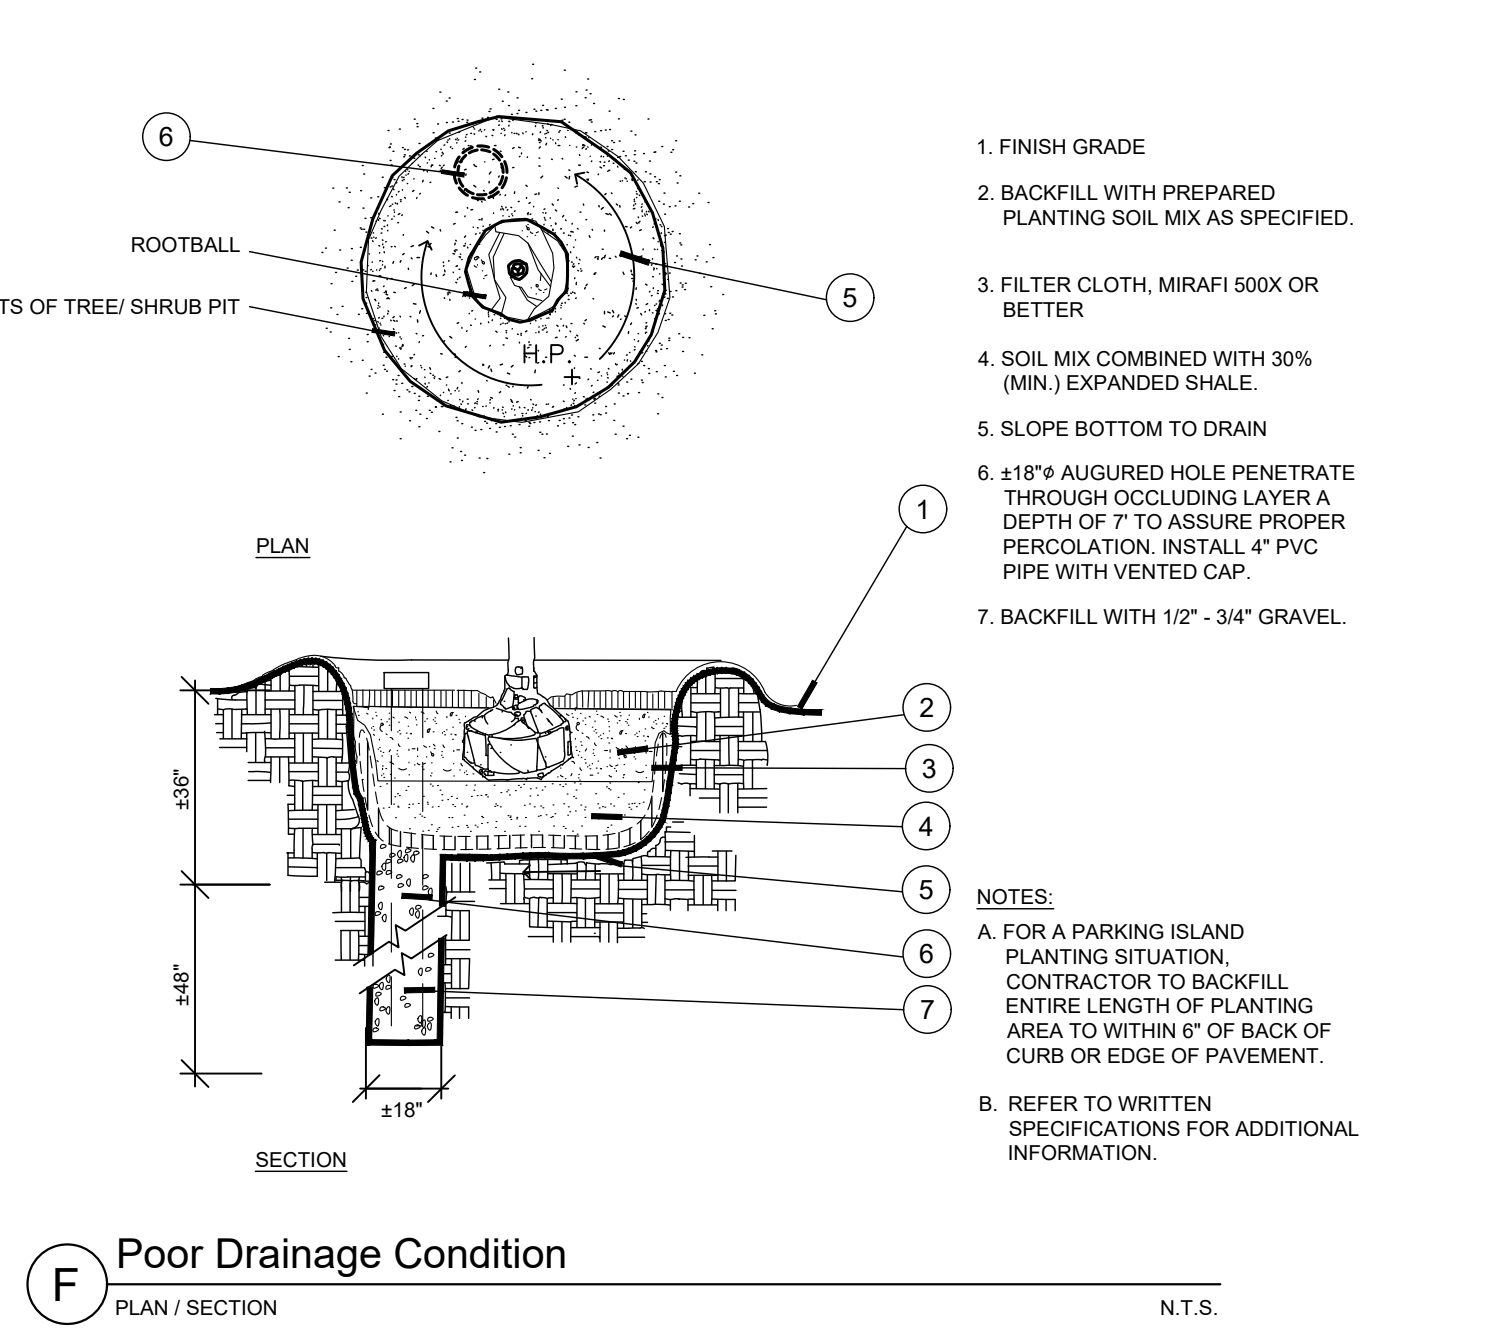 6
ROOTBALL
TS OF TREE/ SHRUB PIT
5
H.P.
PLAN
1. FINISH GRADE
2. BACKFILL WITH PREPARED
PLANTING SOIL MIX AS SPECIFIED.
3. FILTER CLOTH, MIRAFI 500X OR
BETTER
4. SOIL MIX COMBINED WITH 30%
(MIN.) EXPANDED SHALE.
5. SLOPE BOTTOM TO DRAIN
6. ±18"⌀ AUGURED HOLE PENETRATE
THROUGH OCCLUDING LAYER A
DEPTH OF 7' TO ASSURE PROPER
PERCOLATION. INSTALL 4" PVC
PIPE WITH VENTED CAP.
7. BACKFILL WITH 1/2" - 3/4" GRAVEL.
1
2
3
4
5
6
7
±36"
±48"
±18"
SECTION
NOTES:
A. FOR A PARKING ISLAND
PLANTING SITUATION,
CONTRACTOR TO BACKFILL
ENTIRE LENGTH OF PLANTING
AREA TO WITHIN 6" OF BACK OF
CURB OR EDGE OF PAVEMENT.
B. REFER TO WRITTEN
SPECIFICATIONS FOR ADDITIONAL
INFORMATION.
F
Poor Drainage Condition
PLAN / SECTION
N.T.S.